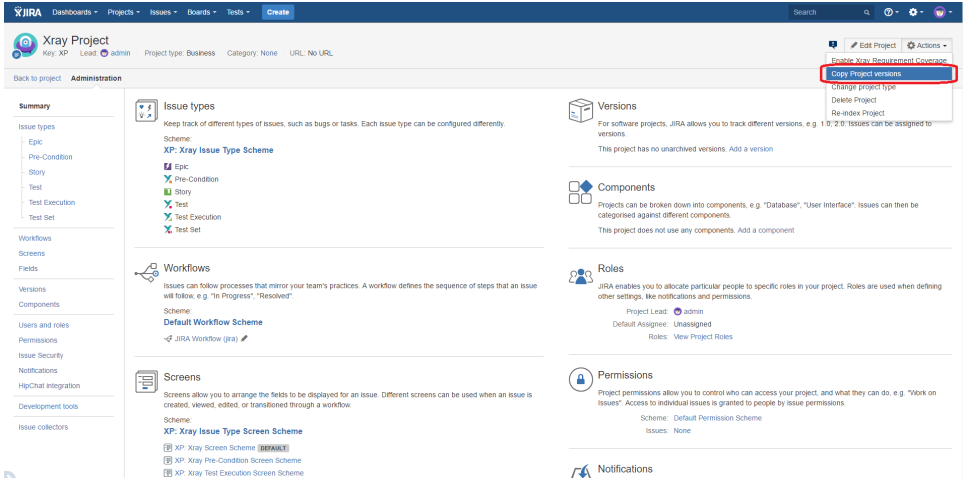 JIRA Dashboards Projects Issues Boards Tests Create Search
Xray Project
Key: XP Lead: admin Project type: Business Category: None URL: No URL
Edit Project Actions
Enable Xray Requirement Coverage
Copy Project versions
Change project type
Delete Project
Re-index Project
Back to project Administration
Summary
Issue types
Epic
Pre-Condition
Story
Test
Test Execution
Test Set
Workflows
Screens
Fields
Versions
Components
Users and roles
Permissions
Issue Security
Notifications
HipChat integration
Development tools
Issue collectors
Issue types
Keep track of different types of issues, such as bugs or tasks. Each issue type can be configured differently.
Scheme:
XP: Xray Issue Type Scheme
Epic
Pre-Condition
Story
Test
Test Execution
Test Set
Workflows
Issues can follow processes that mirror your team's practices. A workflow defines the sequence of steps that an issue
will follow, e.g. "In Progress", "Resolved".
Scheme:
Default Workflow Scheme
JIRA Workflow (jira)
Screens
Screens allow you to arrange the fields to be displayed for an issue. Different screens can be used when an issue is
created, viewed, edited, or transitioned through a workflow.
Scheme:
XP: Xray Issue Type Screen Scheme
XP: Xray Screen Scheme DEFAULT
XP: Xray Pre-Condition Screen Scheme
XP: Xray Test Execution Screen Scheme
Versions
For software projects, JIRA allows you to track different versions, e.g. 1.0, 2.0. Issues can be assigned to
versions.
This project has no unarchived versions. Add a version
Components
Projects can be broken down into components, e.g. "Database", "User Interface". Issues can then be
categorised against different components.
This project does not use any components. Add a component
Roles
JIRA enables you to allocate particular people to specific roles in your project. Roles are used when defining
other settings, like notifications and permissions.
Project Lead: admin
Default Assignee: Unassigned
Roles: View Project Roles
Permissions
Project permissions allow you to control who can access your project, and what they can do, e.g. "Work on
Issues". Access to individual issues is granted to people by issue permissions.
Scheme: Default Permission Scheme
Issues: None
Notifications